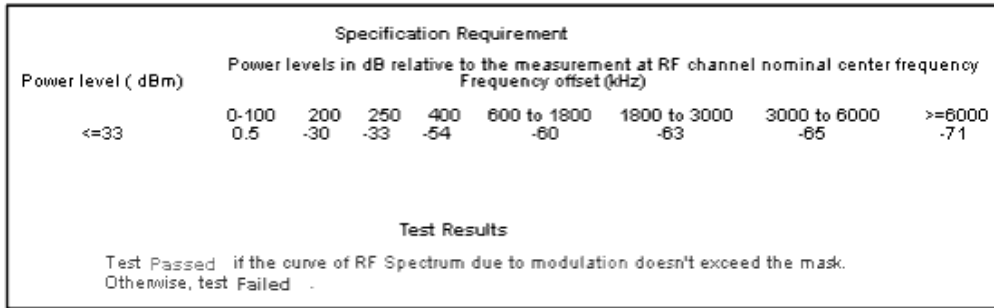 Specification Requirement
Power levels in dB relative to the measurement at RF channel nominal center frequency
Power level ( dBm) Frequency offset (kHz)
0-100 200 250 400 600 to 1800 1800 to 3000 3000 to 6000 >=6000
<=33 0.5 -30 -33 -54 -60 -63 -65 -71
Test Results
Test Passed if the curve of RF Spectrum due to modulation doesn't exceed the mask.
Otherwise, test Failed .